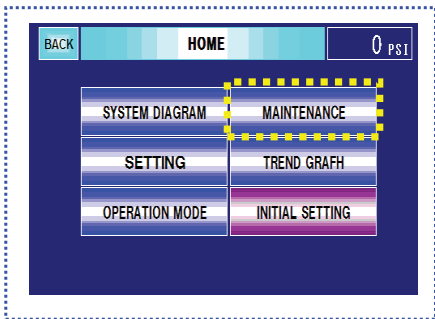 BACK HOME 0 PSI
SYSTEM DIAGRAM MAINTENANCE
SETTING TREND GRAFH
OPERATION MODE INITIAL SETTING